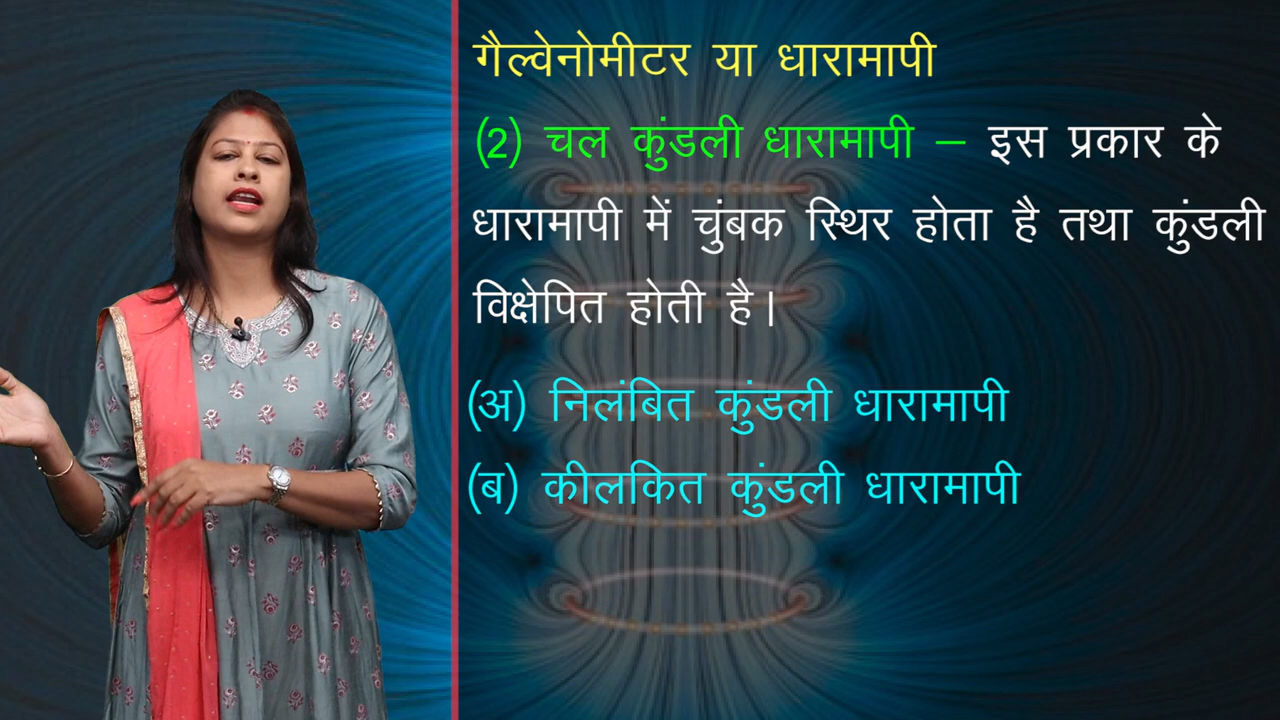 गैल्वेनोमीटर या धारामापी
(2) चल कुंडली धारामापी – इस प्रकार के
धारामापी में चुंबक स्थिर होता है तथा कुंडली
विक्षेपित होती है।
(अ) निलंबित कुंडली धारामापी
(ब) कीलकित कुंडली धारामापी